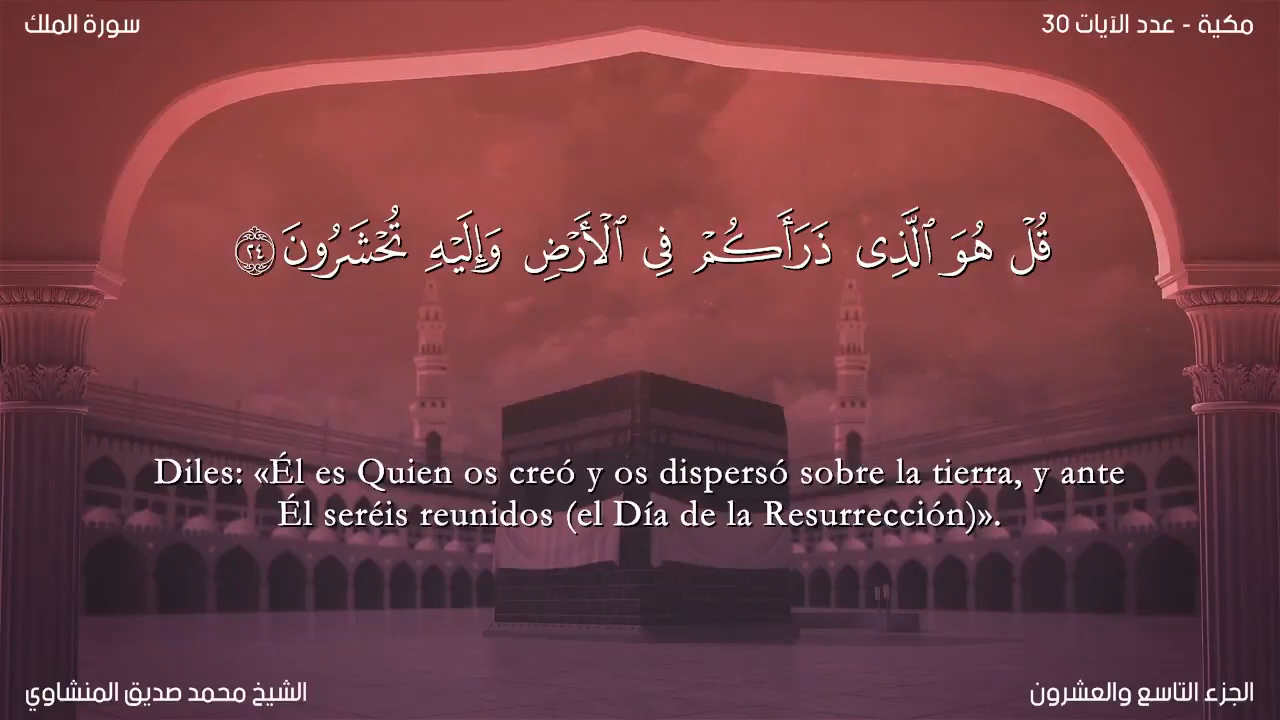 سورة الملك
مكية - عدد الآيات 30
قُلْ هُوَ ٱلَّذِى ذَرَأَكُمْ فِى ٱلْأَرْضِ وَإِلَيْهِ تُحْشَرُونَ ٢٤
Diles: «Él es Quien os creó y os dispersó sobre la tierra, y ante
Él seréis reunidos (el Día de la Resurrección)».
الشيخ محمد صديق المنشاوي
الجزء التاسع والعشرون